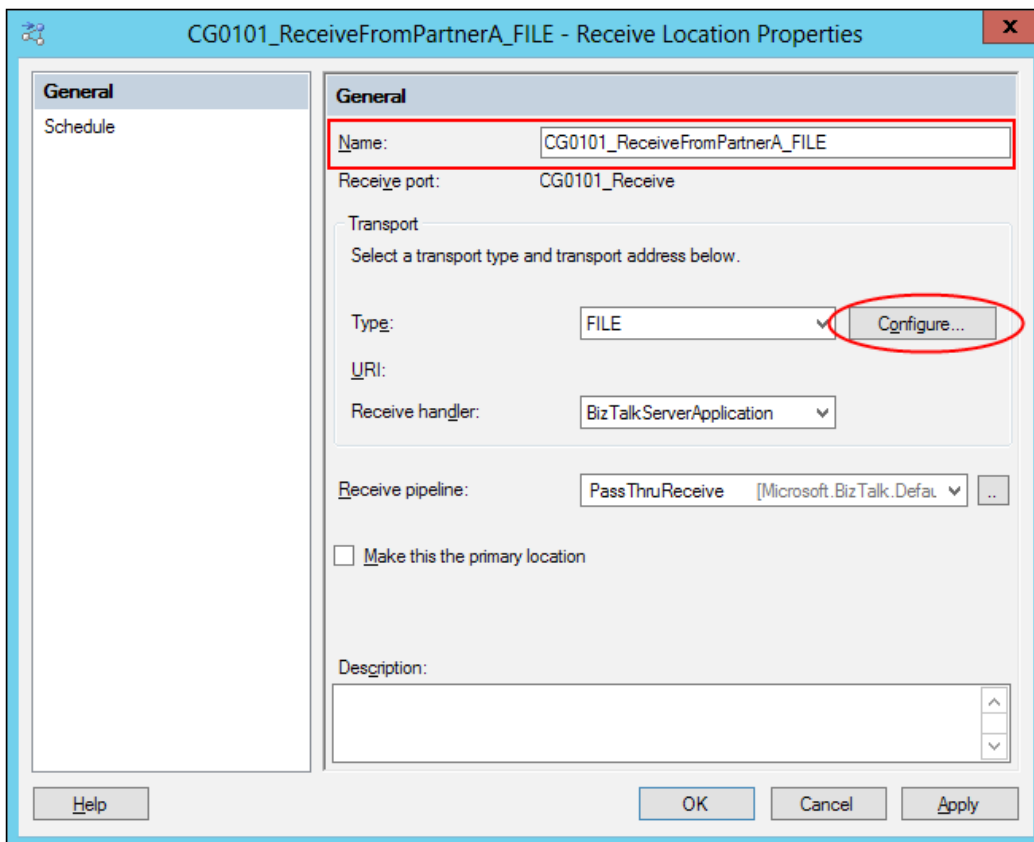 CG0101_ReceiveFromPartnerA_FILE - Receive Location Properties
x
General
Schedule
General
Name: CG0101_ReceiveFromPartnerA_FILE
Receive port: CG0101_Receive
Transport
Select a transport type and transport address below.
Type: FILE Configure...
URI:
Receive handler: BizTalkServerApplication
Receive pipeline: PassThruReceive [Microsoft.BizTalk.Defau ..
Make this the primary location
Description:
Help OK Cancel Apply